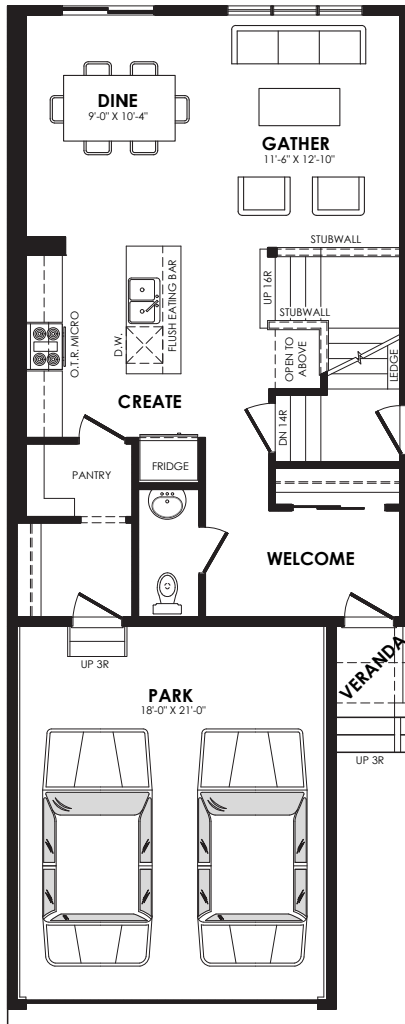 DINE
9'-0" X 10'-4"
GATHER
11'-6" X 12'-10"
STUBWALL
UP 16R
STUBWALL
OPEN TO
ABOVE
LEDGE
O.T.R.MICRO
D.W.
FLUSH EATING BAR
CREATE
DN 14R
FRIDGE
PANTRY
WELCOME
UP 3R
VERANDA
PARK
18'-0" X 21'-0"
UP 3R